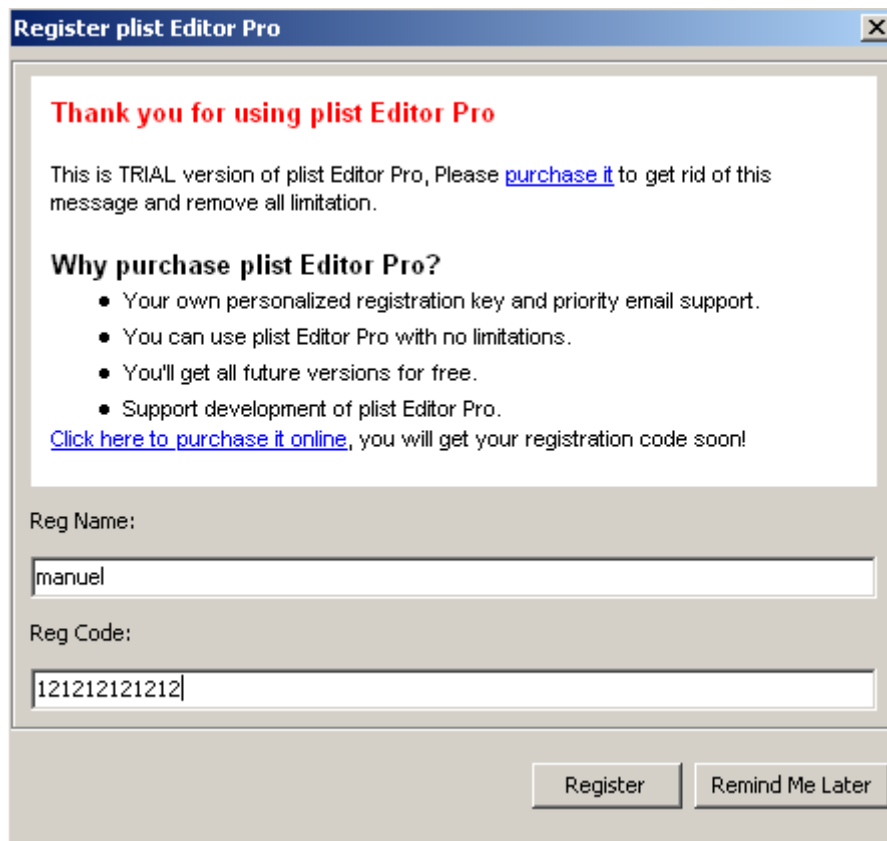 Register plist Editor Pro
Thank you for using plist Editor Pro
This is TRIAL version of plist Editor Pro, Please purchase it to get rid of this
message and remove all limitation.
Why purchase plist Editor Pro?
● Your own personalized registration key and priority email support.
● You can use plist Editor Pro with no limitations.
● You'll get all future versions for free.
● Support development of plist Editor Pro.
Click here to purchase it online, you will get your registration code soon!
Reg Name:
manuel
Reg Code:
121212121212
Register Remind Me Later